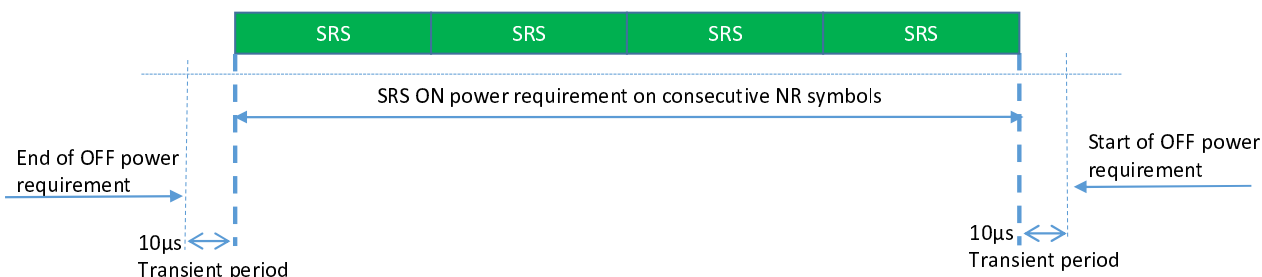 SRS SRS SRS SRS
SRS ON power requirement on consecutive NR symbols
End of OFF power
requirement
Start of OFF power
requirement
10µs
Transient period
10µs
Transient period